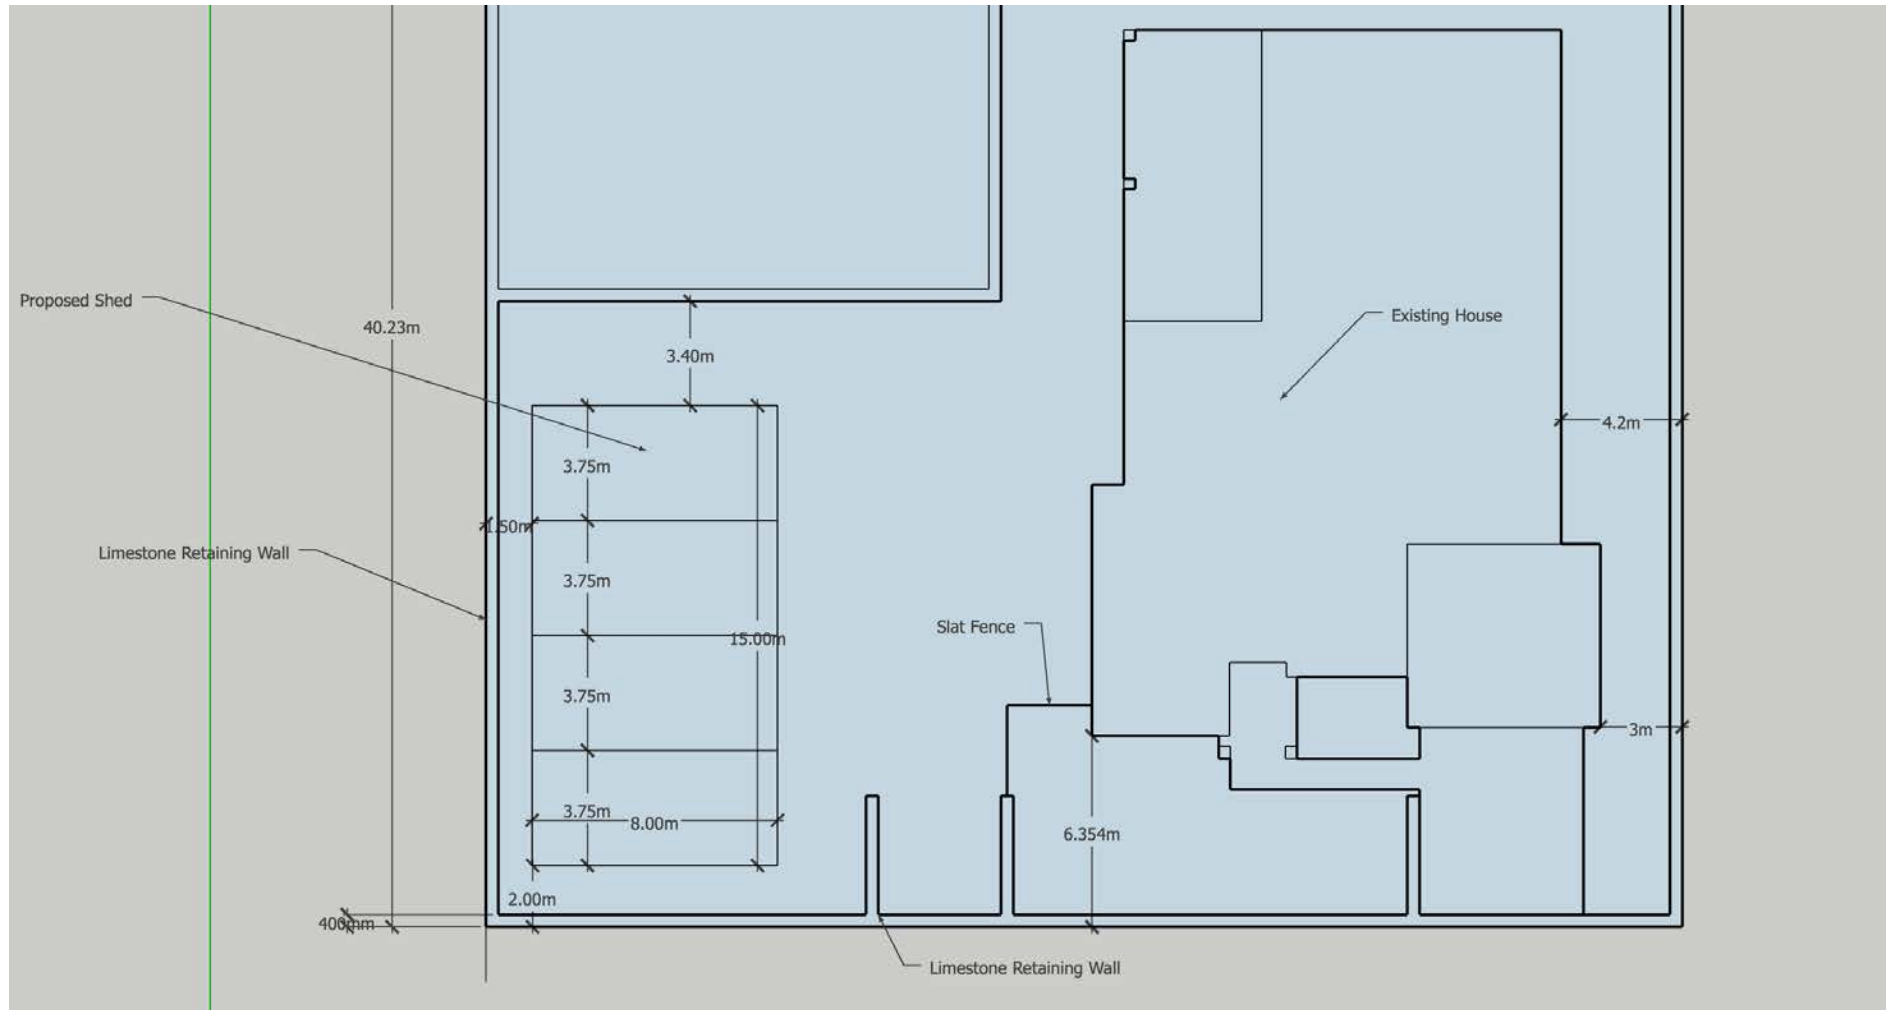 Proposed Shed
40.23m
3.40m
Existing House
4.2m
3.75m
1.50m
Limestone Retaining Wall
3.75m
15.00m
Slat Fence
3.75m
3m
3.75m
8.00m
6.354m
2.00m
400mm
Limestone Retaining Wall